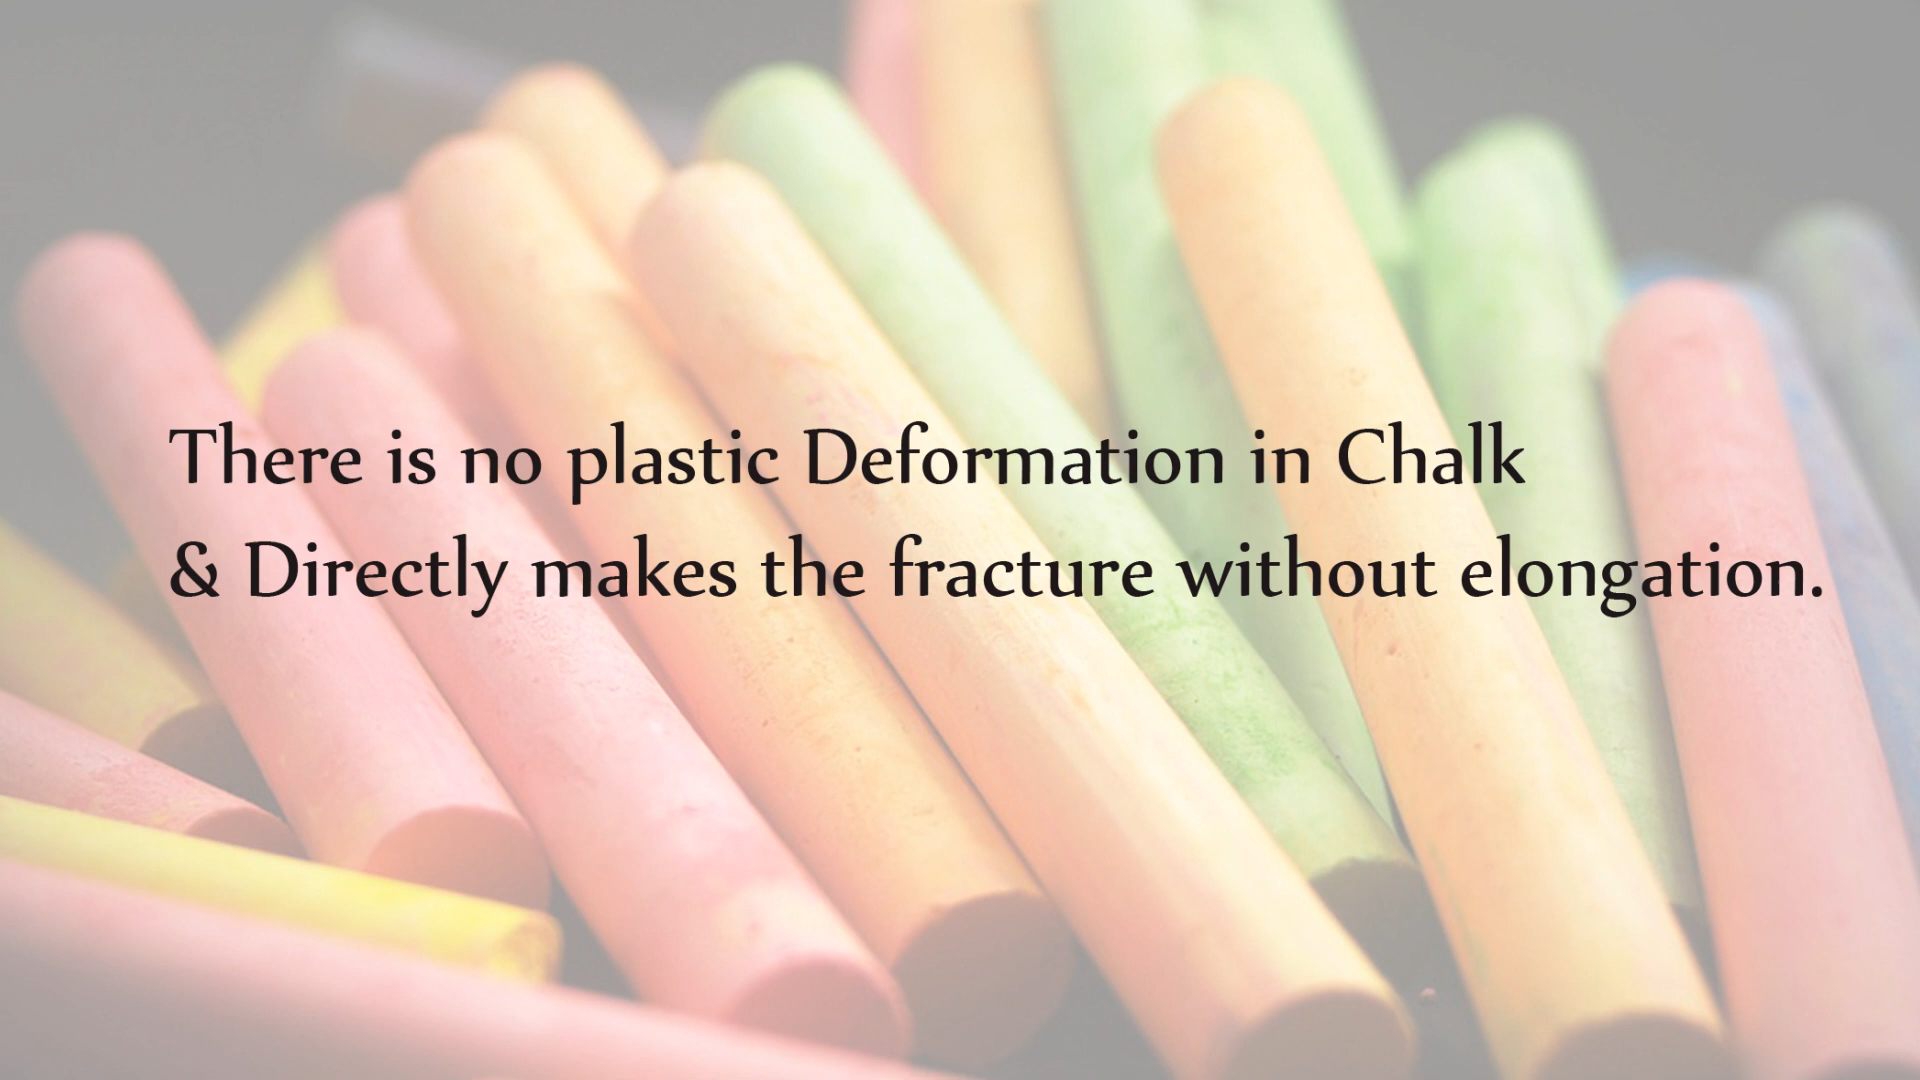 There is no plastic Deformation in Chalk
& Directly makes the fracture without elongation.